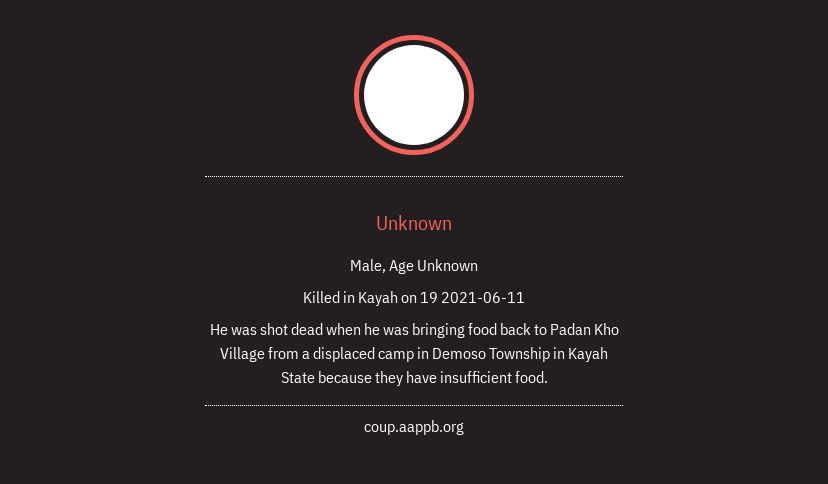 Unknown
Male, Age Unknown
Killed in Kayah on 19 2021-06-11
He was shot dead when he was bringing food back to Padan Kho
Village from a displaced camp in Demoso Township in Kayah
State because they have insufficient food.
coup.aappb.org